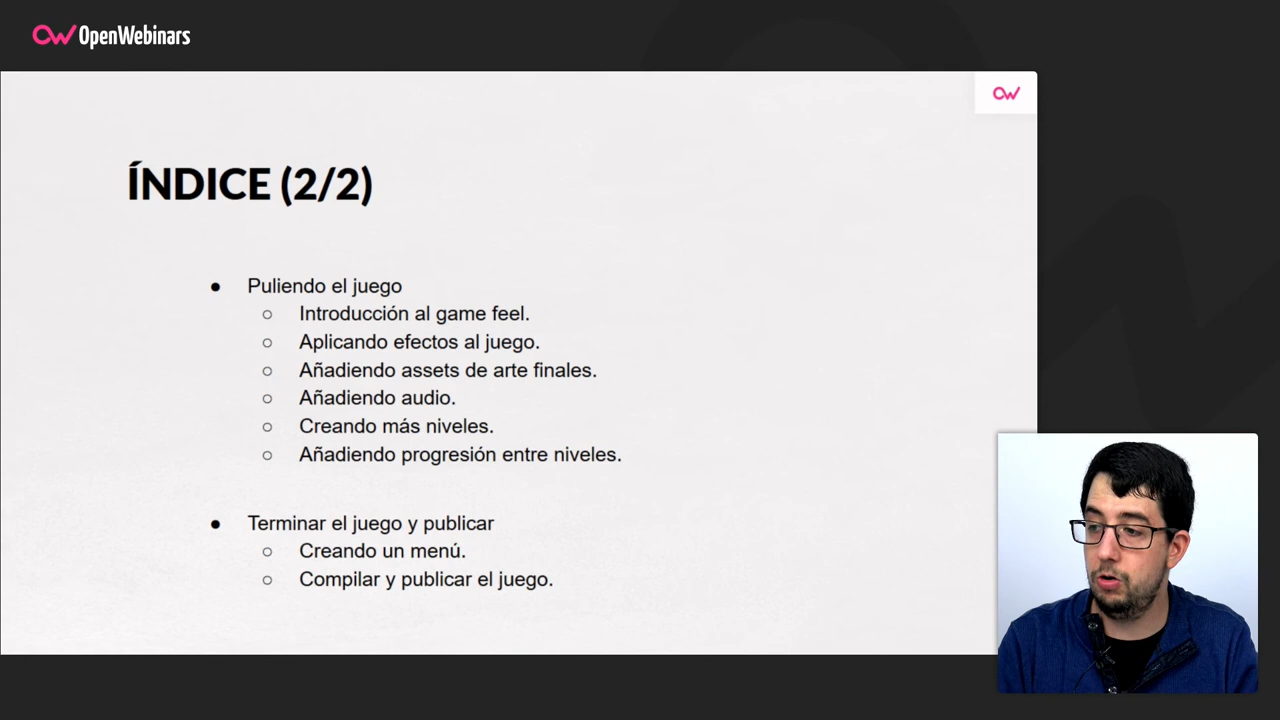 OW OpenWebinars
OW
ÍNDICE (2/2)
● Puliendo el juego
○ Introducción al game feel.
○ Aplicando efectos al juego.
○ Añadiendo assets de arte finales.
○ Añadiendo audio.
○ Creando más niveles.
○ Añadiendo progresión entre niveles.
● Terminar el juego y publicar
○ Creando un menú.
○ Compilar y publicar el juego.